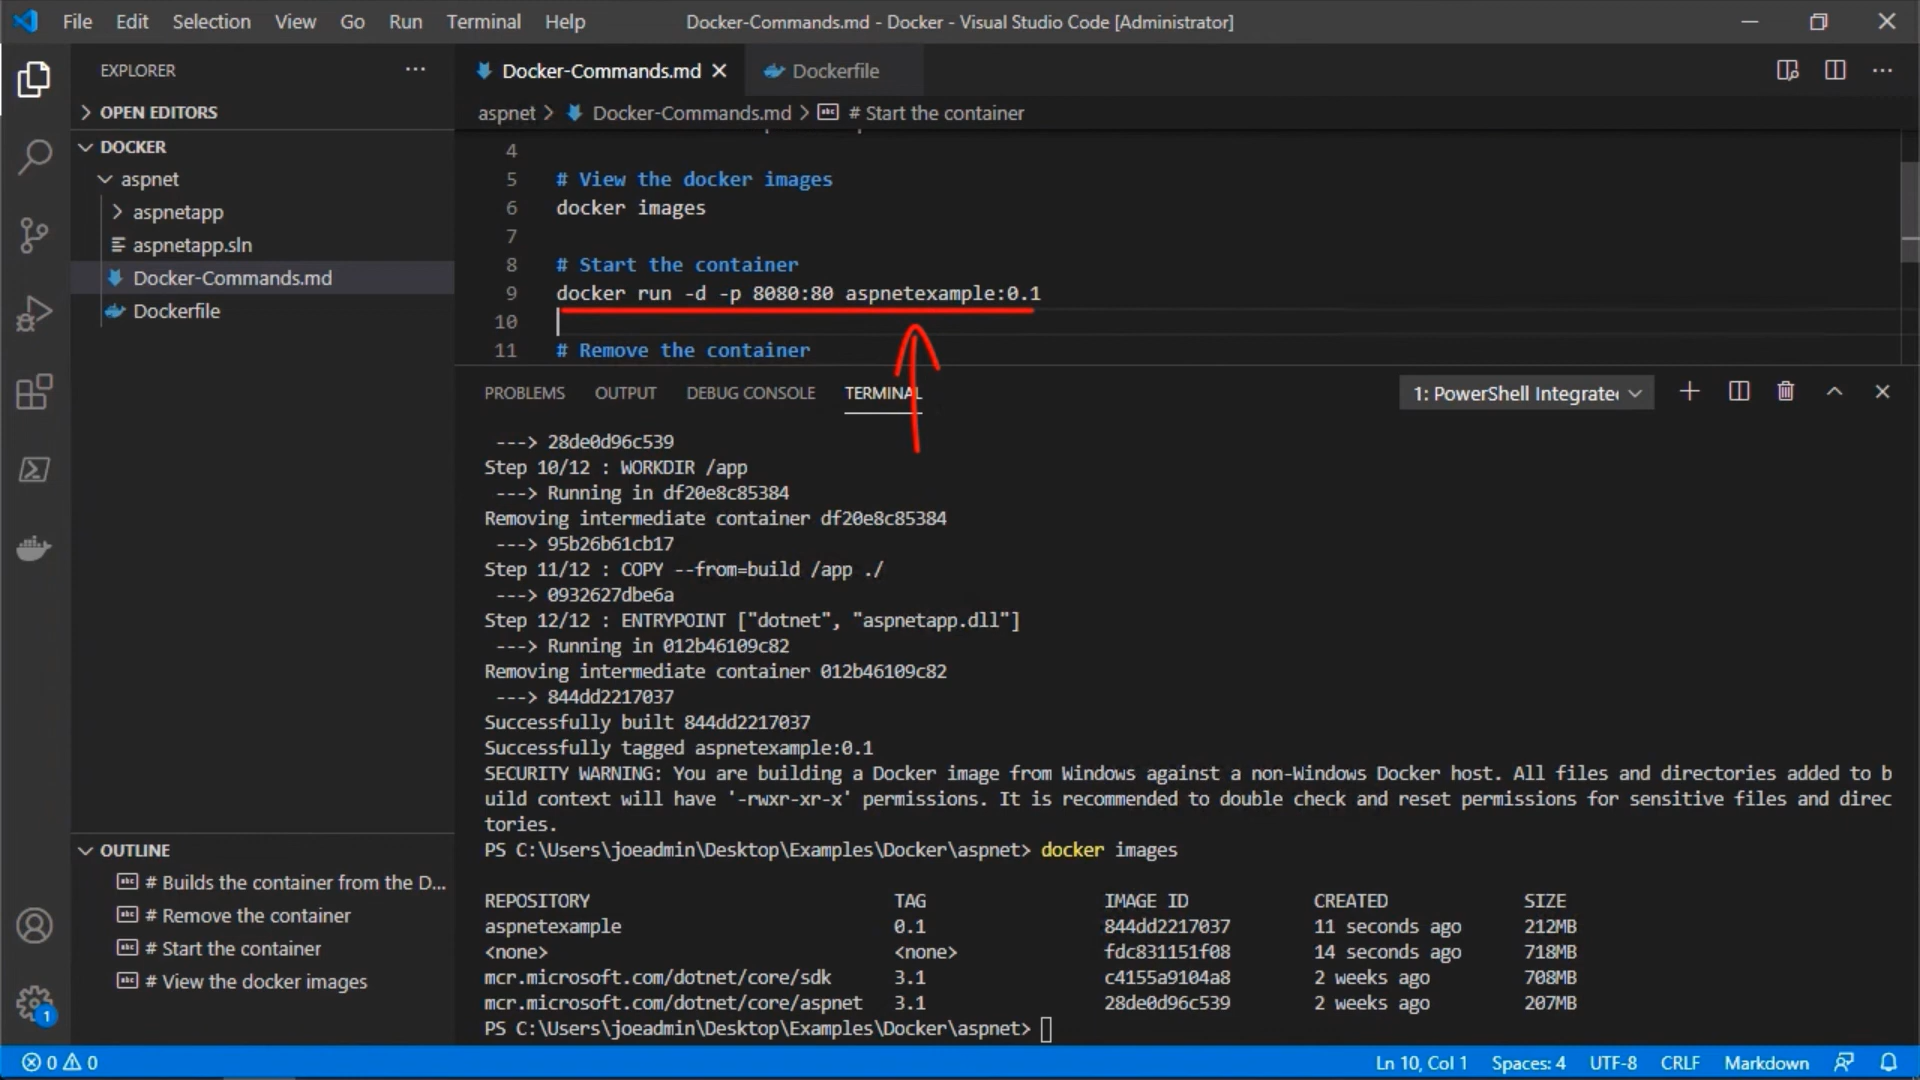 File Edit Selection View Go Run Terminal Help
Docker-Commands.md - Docker - Visual Studio Code [Administrator]
EXPLORER
OPEN EDITORS
DOCKER
aspnet
aspnetapp
aspnetapp.sln
Docker-Commands.md
Dockerfile
OUTLINE
# Builds the container from the D...
# Remove the container
# Start the container
# View the docker images
1
Docker-Commands.md
Dockerfile
aspnet > Docker-Commands.md > # Start the container
4
5 # View the docker images
6 docker images
7
8 # Start the container
9 docker run -d -p 8080:80 aspnetexample:0.1
10
11 # Remove the container
PROBLEMS OUTPUT DEBUG CONSOLE TERMINAL
1: PowerShell Integrate
---> 28de0d96c539
Step 10/12 : WORKDIR /app
---> Running in df20e8c85384
Removing intermediate container df20e8c85384
---> 95b26b61cb17
Step 11/12 : COPY --from=build /app ./
---> 0932627dbe6a
Step 12/12 : ENTRYPOINT ["dotnet", "aspnetapp.dll"]
---> Running in 012b46109c82
Removing intermediate container 012b46109c82
---> 844dd2217037
Successfully built 844dd2217037
Successfully tagged aspnetexample:0.1
SECURITY WARNING: You are building a Docker image from Windows against a non-Windows Docker host. All files and directories added to b
uild context will have '-rwxr-xr-x' permissions. It is recommended to double check and reset permissions for sensitive files and direc
tories.
PS C:\Users\joeadmin\Desktop\Examples\Docker\aspnet> docker images
REPOSITORY TAG IMAGE ID CREATED SIZE
aspnetexample 0.1 844dd2217037 11 seconds ago 212MB
<none> <none> fdc831151f08 14 seconds ago 718MB
mcr.microsoft.com/dotnet/core/sdk 3.1 c4155a9104a8 2 weeks ago 708MB
mcr.microsoft.com/dotnet/core/aspnet 3.1 28de0d96c539 2 weeks ago 207MB
PS C:\Users\joeadmin\Desktop\Examples\Docker\aspnet>
0 0
Ln 10, Col 1 Spaces: 4 UTF-8 CRLF Markdown